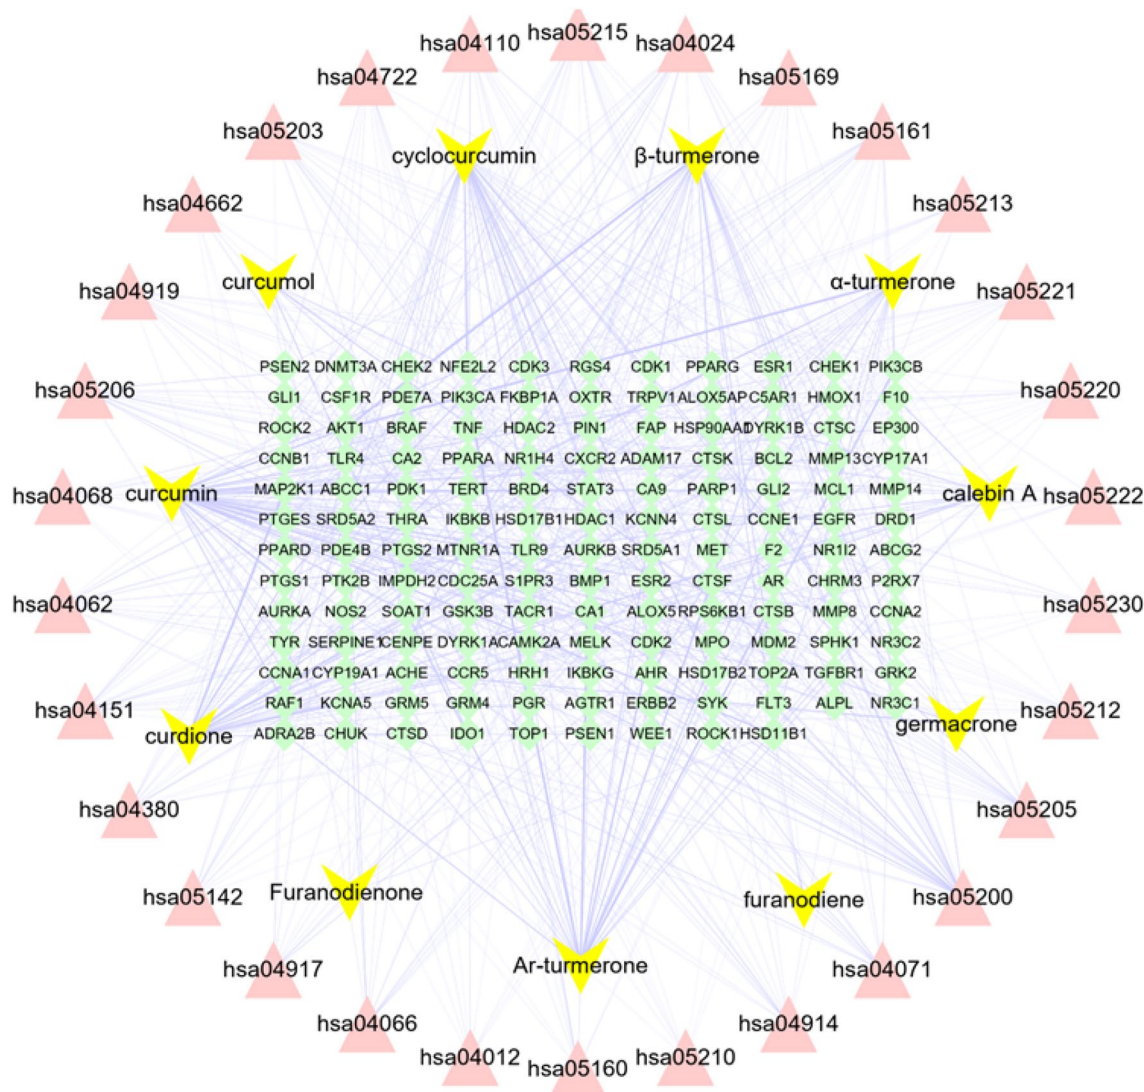 hsa05215
hsa04110 hsa04024
hsa04722 hsa05169
hsa05203 hsa05161
cyclocurcumin β-turmerone
hsa04662 hsa05213
curcumol α-turmerone
hsa04919 hsa05221
PSEN2 DNMT3A CHEK2 NFE2L2 CDK3 RGS4 CDK1 PPARG ESR1 CHEK1 PIK3CB
hsa05206 hsa05220
GLI1 CSF1R PDE7A PIK3CA FKBP1A OXTR TRPV1 ALOX5AP C5AR1 HMOX1 F10
ROCK2 AKT1 BRAF TNF HDAC2 PIN1 FAP HSP90AA1 DYRK1B CTSC EP300
CCNB1 TLR4 CA2 PPARA NR1H4 CXCR2 ADAM17 CTSK BCL2 MMP13 CYP17A1
hsa04068 curcumin MAP2K1 ABCC1 PDK1 TERT BRD4 STAT3 CA9 PARP1 GLI2 MCL1 MMP14 calebin A hsa05222
PTGES SRD5A2 THRA IKBKB HSD17B1 HDAC1 KCNN4 CTSL CCNE1 EGFR DRD1
PPARD PDE4B PTGS2 MTNR1A TLR9 AURKB SRD5A1 MET F2 NR1I2 ABCG2
PTGS1 PTK2B IMPDH2 CDC25A S1PR3 BMP1 ESR2 CTSF AR CHRM3 P2RX7
hsa04062 hsa05230
AURKA NOS2 SOAT1 GSK3B TACR1 CA1 ALOX5 RPS6KB1 CTSB MMP8 CCNA2
TYR SERPINE1 CENPE DYRK1A CAMK2A MELK CDK2 MPO MDM2 SPHK1 NR3C2
CCNA1 CYP19A1 ACHE CCR5 HRH1 IKBKG AHR HSD17B2 TOP2A TGFBR1 GRK2
RAF1 KCNA5 GRM5 GRM4 PGR AGTR1 ERBB2 SYK FLT3 ALPL NR3C1
hsa04151 hsa05212
curdione germacrone
ADRA2B CHUK CTSD IDO1 TOP1 PSEN1 WEE1 ROCK1 HSD11B1
hsa04380 hsa05205
Furanodienone furanodiene
hsa05142 hsa05200
Ar-turmerone
hsa04917 hsa04071
hsa04066 hsa04914
hsa04012 hsa05210
hsa05160